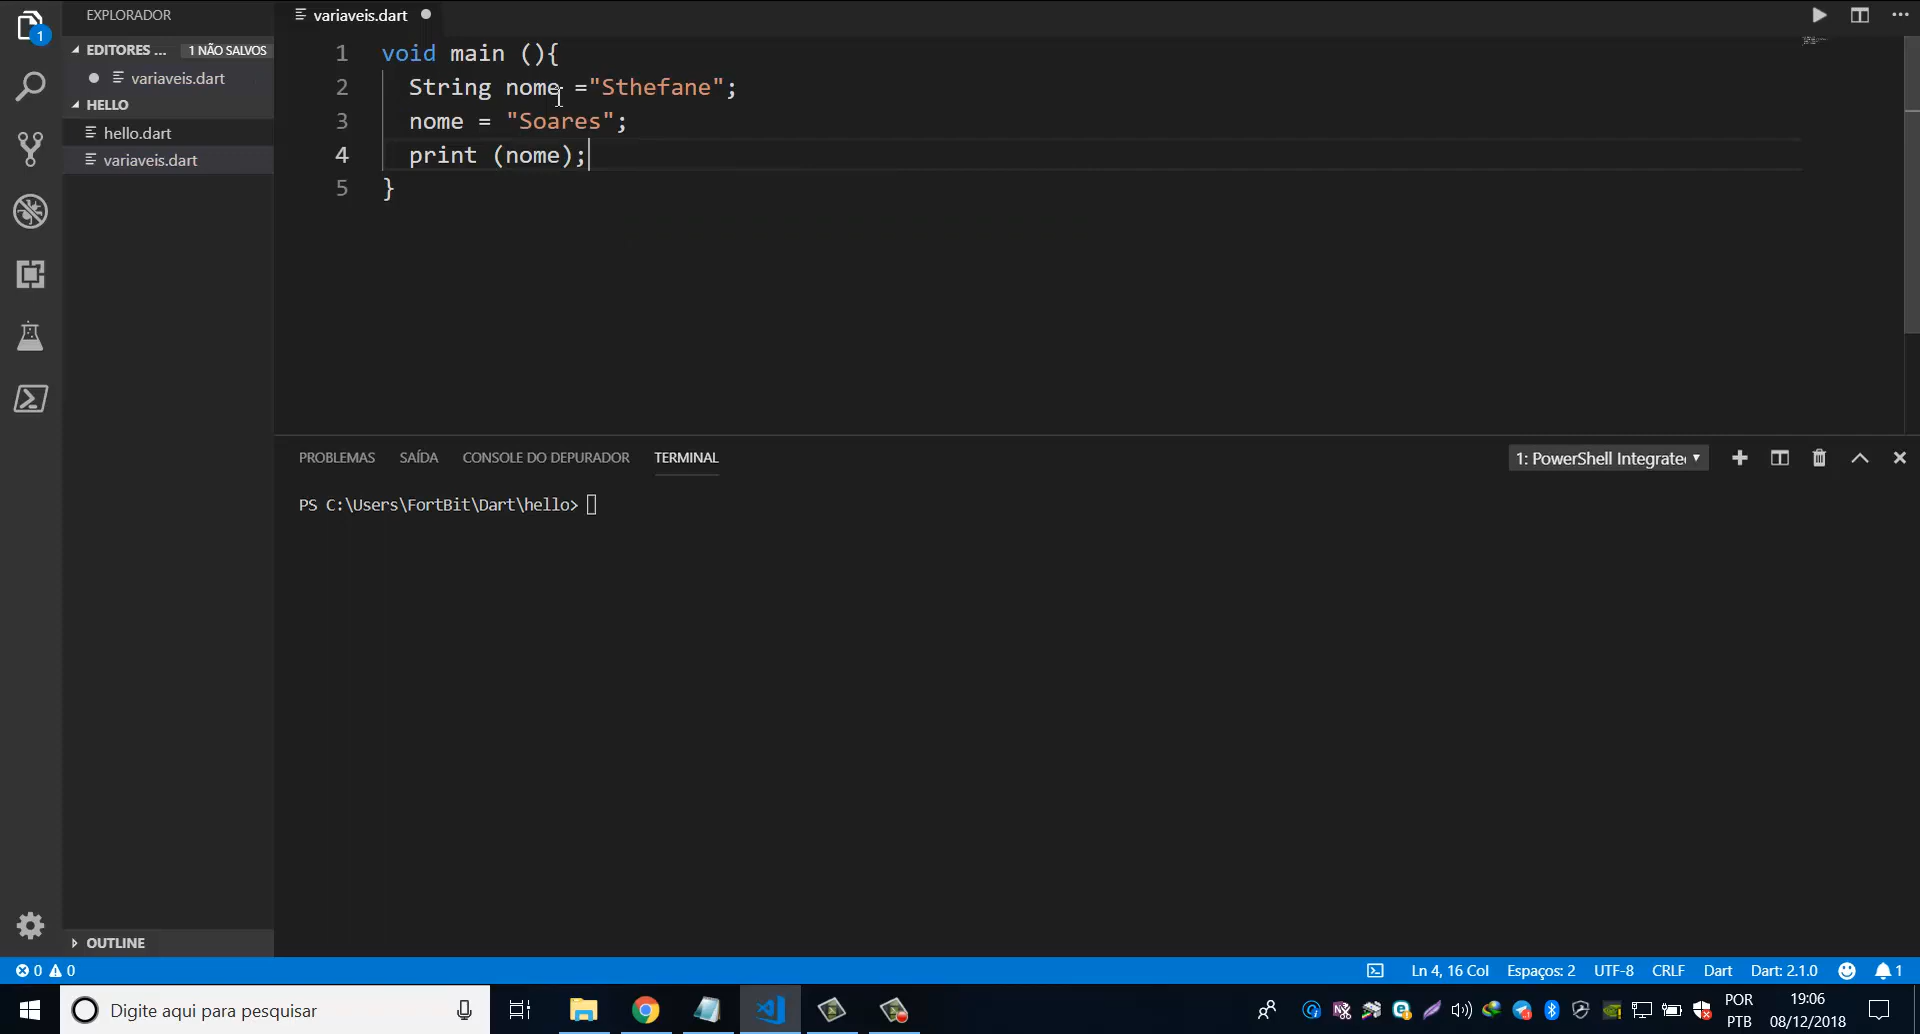 EXPLORADOR
EDITORES ... 1 NÃO SALVOS
variaveis.dart
HELLO
hello.dart
variaveis.dart
OUTLINE
1
variaveis.dart
1 void main (){
2 String nome ="Sthefane";
3 nome = "Soares";
4 print (nome);
5 }
PROBLEMAS SAÍDA CONSOLE DO DEPURADOR TERMINAL
1: PowerShell Integrate
PS C:\Users\FortBit\Dart\hello>
0 0 Ln 4, 16 Col Espaços: 2 UTF-8 CRLF Dart Dart: 2.1.0 1
Digite aqui para pesquisar
POR 19:06
PTB 08/12/2018